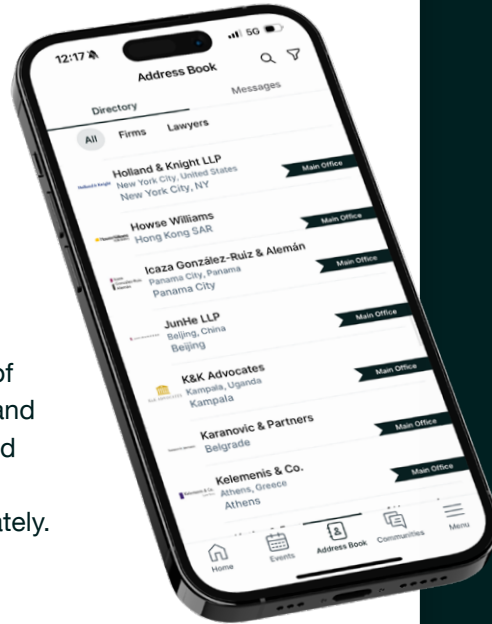 12:17
5G
Address Book
Directory
Messages
All
Firms
Lawyers
Holland & Knight LLP
New York City, United States
New York City, NY
Main Office
Howse Williams
Hong Kong SAR
Main Office
Icaza González-Ruiz & Alemán
Panama City, Panama
Panama City
Main Office
JunHe LLP
Beijing, China
Beijing
Main Office
K&K Advocates
Kampala, Uganda
Kampala
Main Office
Karanovic & Partners
Belgrade
Main Office
Kelemenis & Co.
Athens, Greece
Athens
Main Office
Home
Events
Address Book
Communities
Menu
of
and
d
ately.